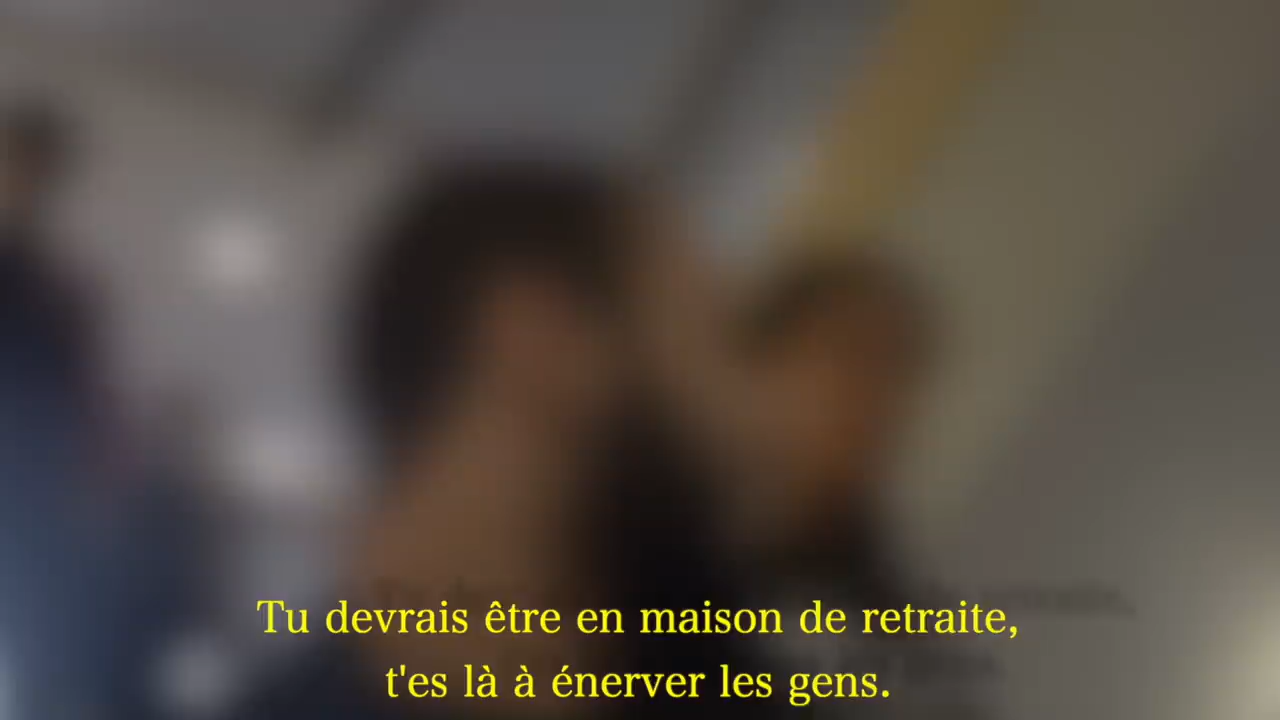 Tu devrais être en maison de retraite,
t'es là à énerver les gens.